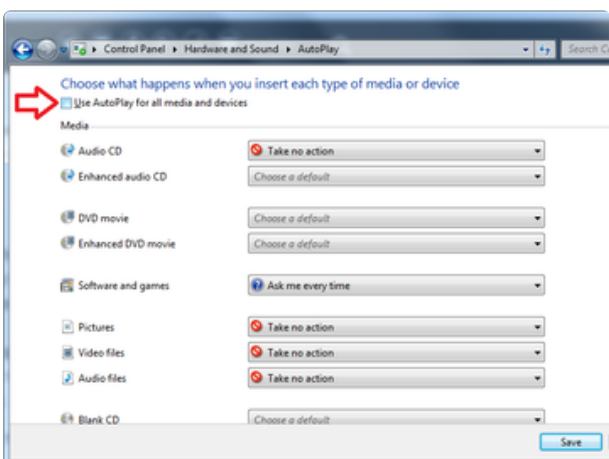 Control Panel ▸ Hardware and Sound ▸ AutoPlay
Search
Choose what happens when you insert each type of media or device
Use AutoPlay for all media and devices
Media
Audio CD Take no action
Enhanced audio CD Choose a default
DVD movie Choose a default
Enhanced DVD movie Choose a default
Software and games Ask me every time
Pictures Take no action
Video files Take no action
Audio files Take no action
Blank CD Choose a default
Save